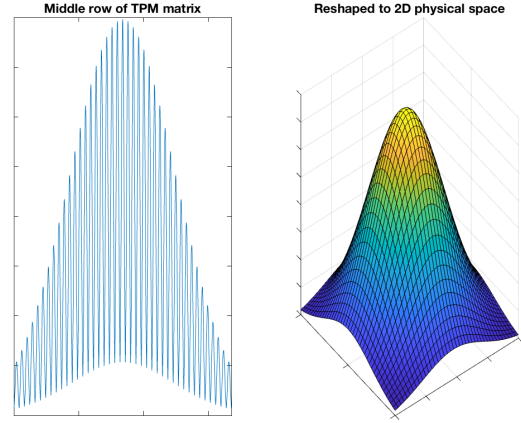 Middle row of TPM matrix
Reshaped to 2D physical space